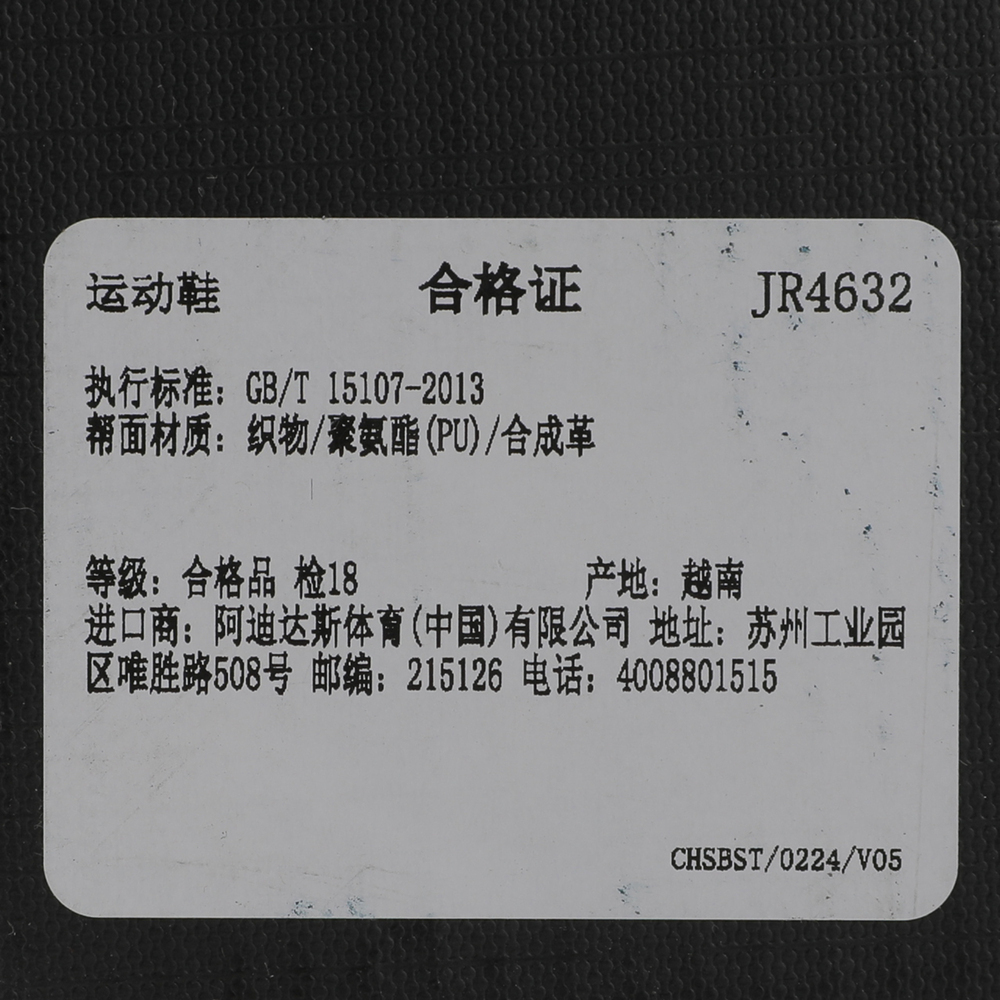 运动鞋 合格证 JR4632
执行标准：GB/T 15107-2013
帮面材质：织物/聚氨酯(PU)/合成革
等级：合格品 检18 产地：越南
进口商：阿迪达斯体育(中国)有限公司 地址：苏州工业园
区唯胜路508号 邮编：215126 电话：4008801515
CHSBST/0224/V05